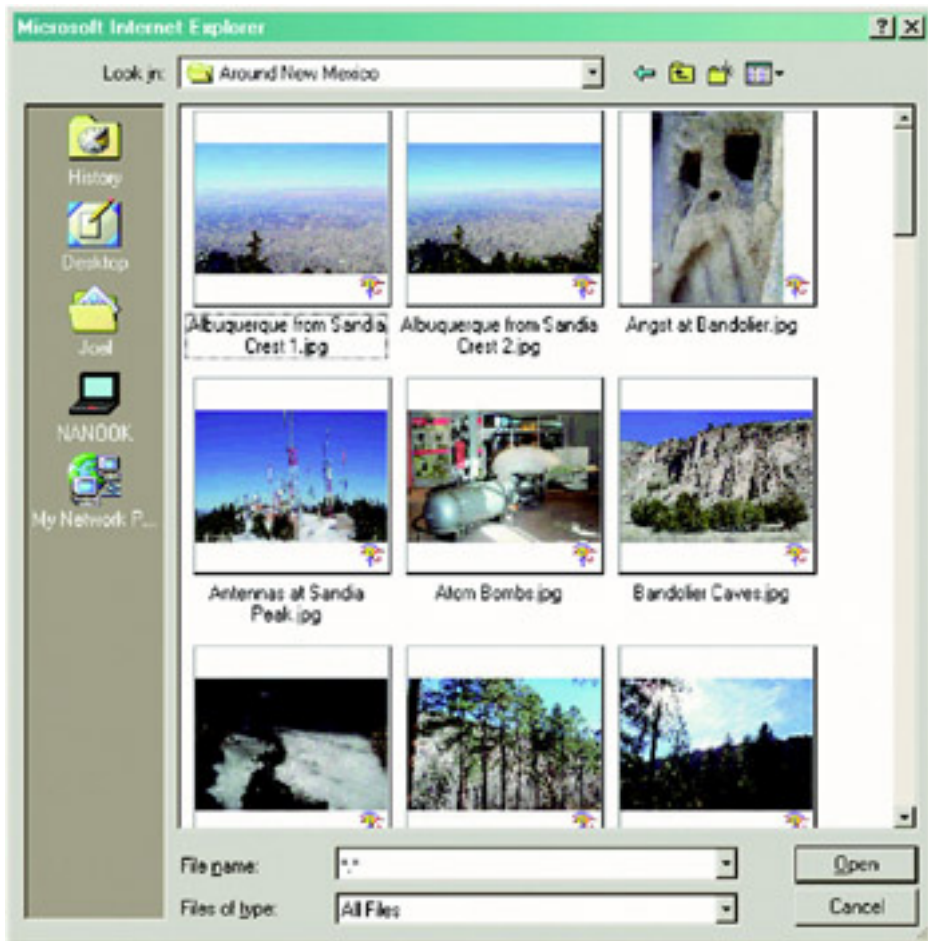 Microsoft Internet Explorer
Look in:
Around New Mexico
History
Desktop
Joel
NANOOK
My Network P...
Albuquerque from Sandia
Crest 1.jpg
Albuquerque from Sandia
Crest 2.jpg
Angst at Bandolier.jpg
Antennas at Sandia
Peak.jpg
Atom Bombs.jpg
Bandolier Caves.jpg
File name:
*.*
Open
Files of type:
All Files
Cancel